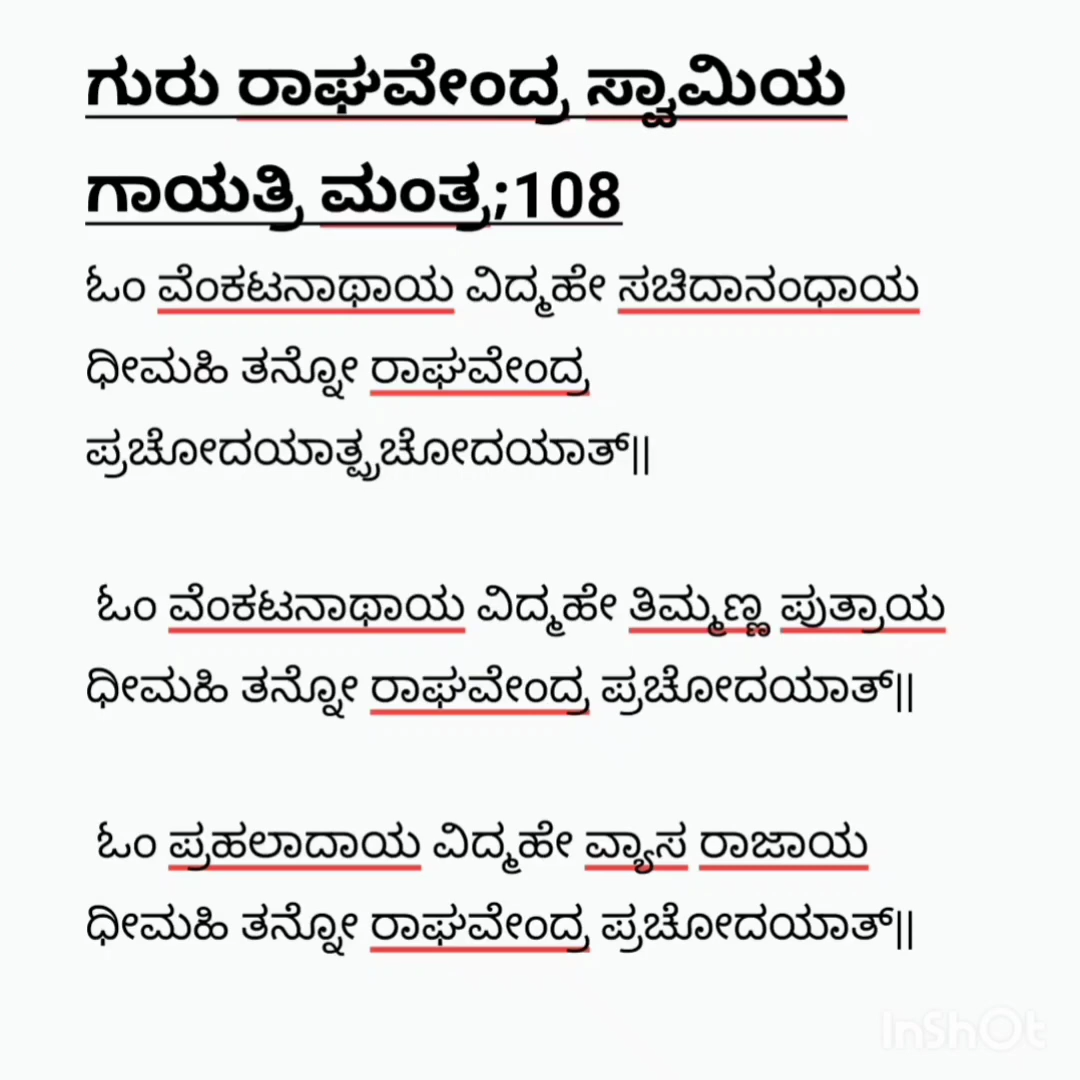 ಗುರು ರಾಘವೇಂದ್ರ ಸ್ವಾಮಿಯ
ಗಾಯತ್ರಿ ಮಂತ್ರ;108
ಓಂ ವೆಂಕಟನಾಥಾಯ ವಿದ್ಮಹೇ ಸಚಿದಾನಂಧಾಯ
ಧೀಮಹಿ ತನ್ನೋ ರಾಘವೇಂದ್ರ
ಪ್ರಚೋದಯಾತ್ಪ್ರಚೋದಯಾತ್||
ಓಂ ವೆಂಕಟನಾಥಾಯ ವಿದ್ಮಹೇ ತಿಮ್ಮಣ್ಣ ಪುತ್ರಾಯ
ಧೀಮಹಿ ತನ್ನೋ ರಾಘವೇಂದ್ರ ಪ್ರಚೋದಯಾತ್||
ಓಂ ಪ್ರಹಲಾದಾಯ ವಿದ್ಮಹೇ ವ್ಯಾಸ ರಾಜಾಯ
ಧೀಮಹಿ ತನ್ನೋ ರಾಘವೇಂದ್ರ ಪ್ರಚೋದಯಾತ್||
InShOt